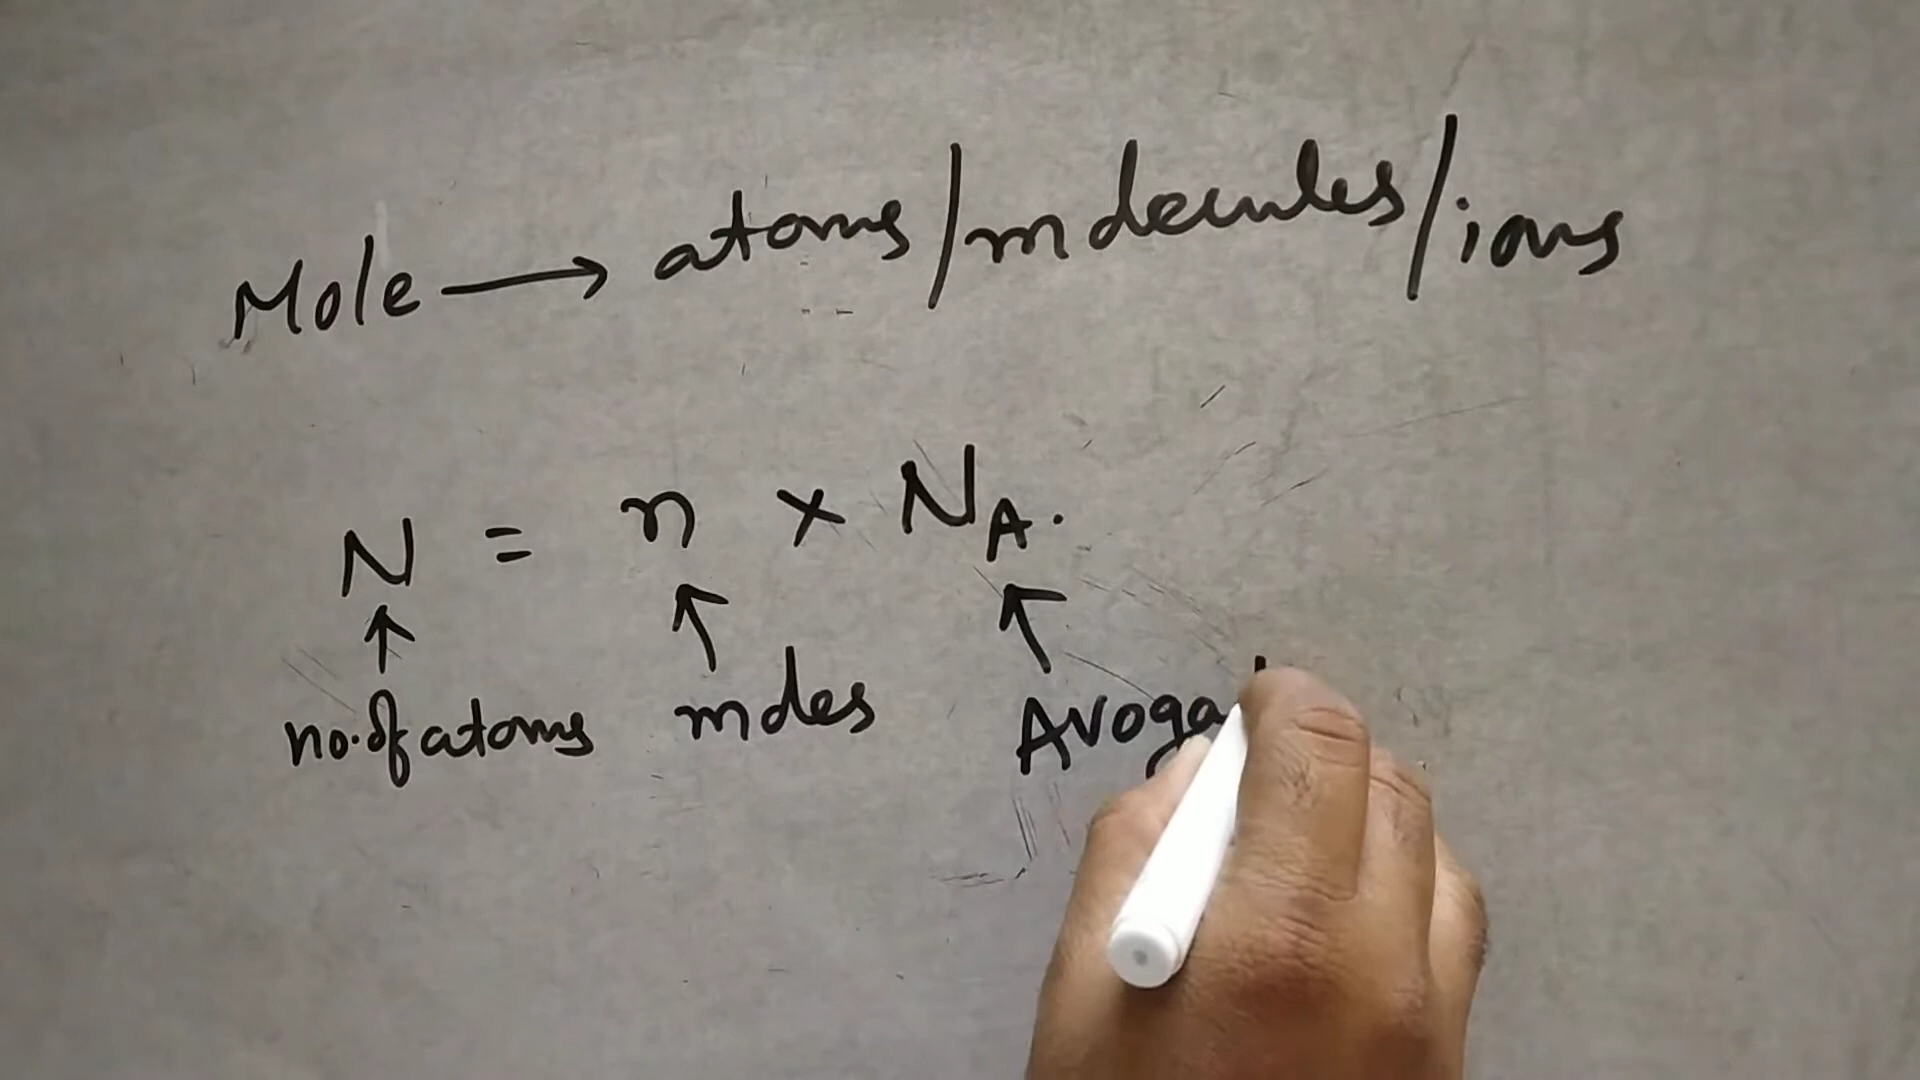 Mole → atoms/molecules/ions
N = n × NA.
↑ ↑ ↑
no. of atoms moles Avoga